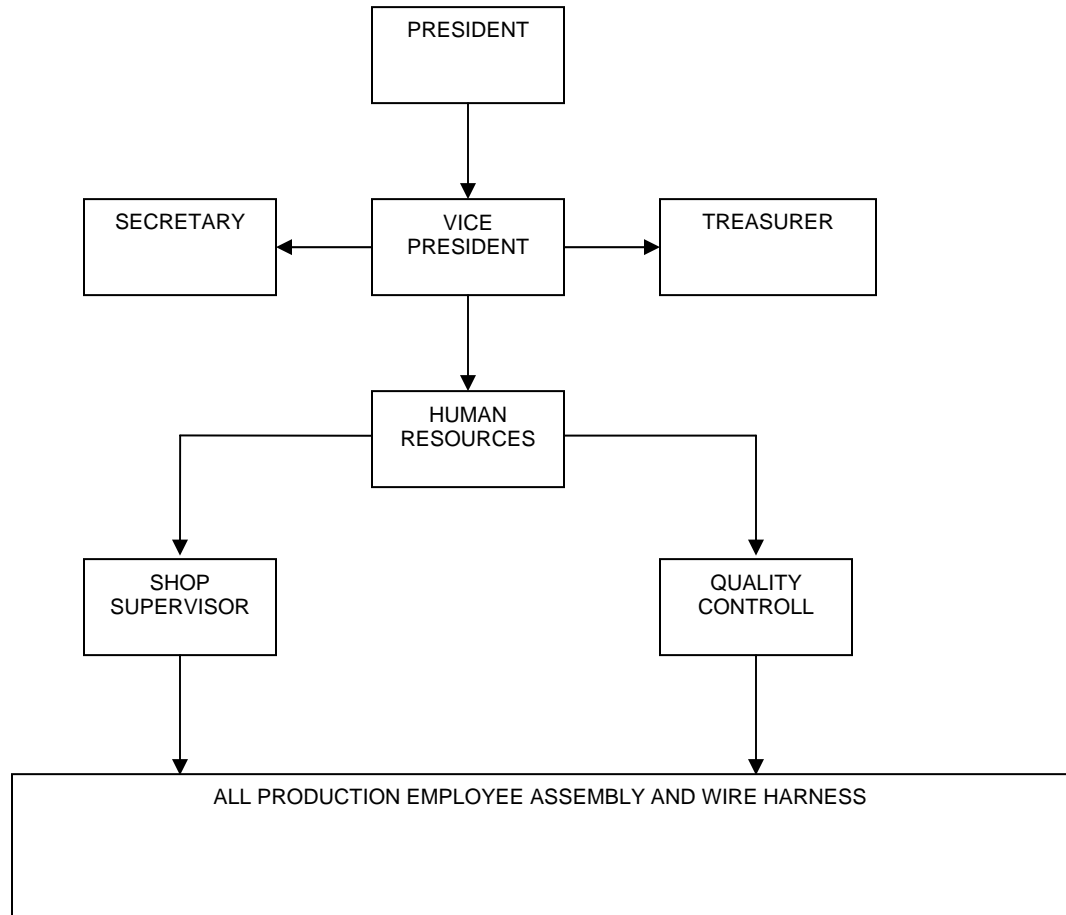 PRESIDENT
SECRETARY
VICE
PRESIDENT
TREASURER
HUMAN
RESOURCES
SHOP
SUPERVISOR
QUALITY
CONTROLL
ALL PRODUCTION EMPLOYEE ASSEMBLY AND WIRE HARNESS